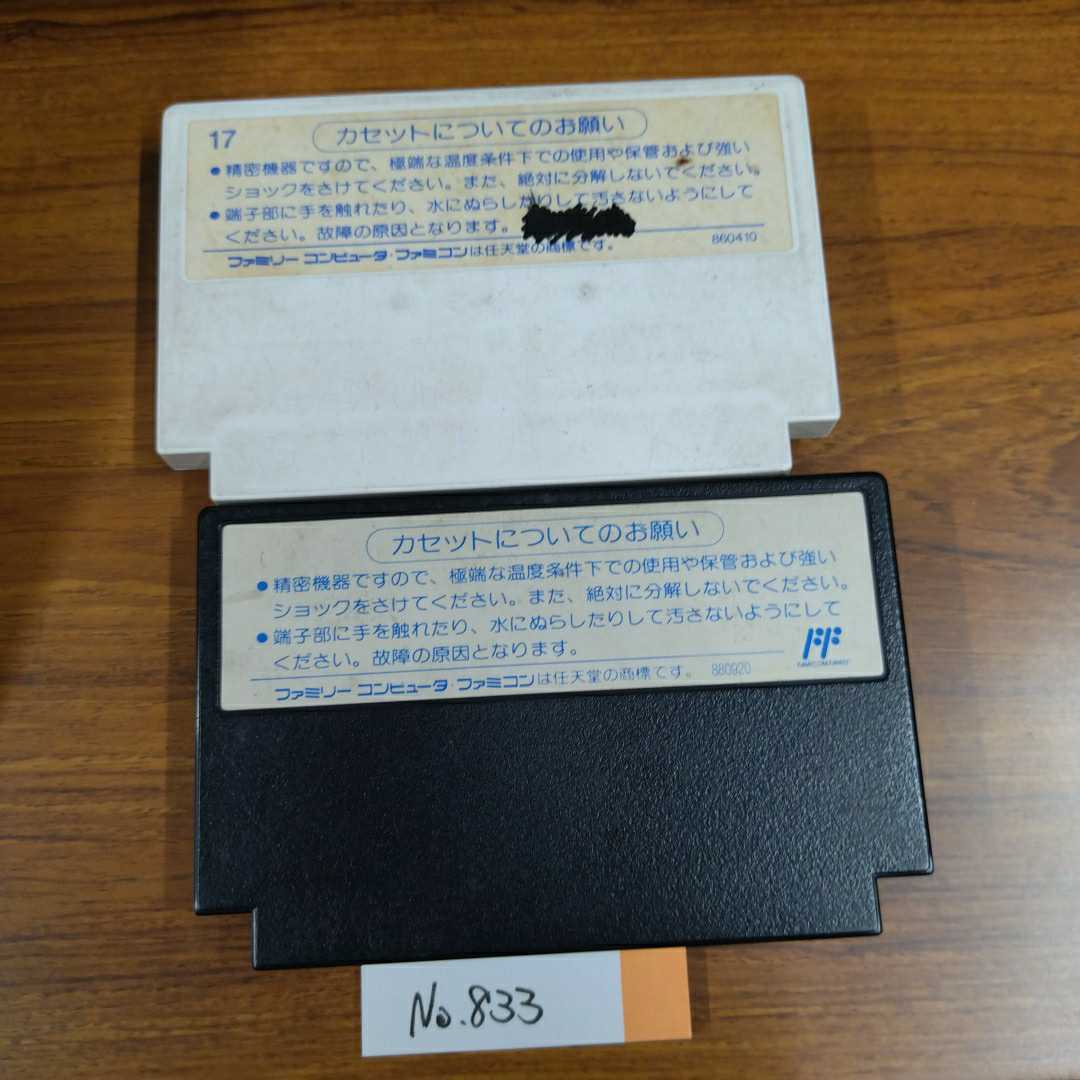 17
カセットについてのお願い
●精密機器ですので、極端な温度条件下での使用や保管および強い
ショックをさけてください。また、絶対に分解しないでください。
●端子部に手を触れたり、水にぬらしたりして汚さないようにして
ください。故障の原因となります。
860410
ファミリー コンピュータ・ファミコンは任天堂の商標です。
カセットについてのお願い
●精密機器ですので、極端な温度条件下での使用や保管および強い
ショックをさけてください。また、絶対に分解しないでください。
●端子部に手を触れたり、水にぬらしたりして汚さないようにして
ください。故障の原因となります。
FF
FAMICOM FAMILY
ファミリー コンピュータ・ファミコンは任天堂の商標です。 880920
No.833